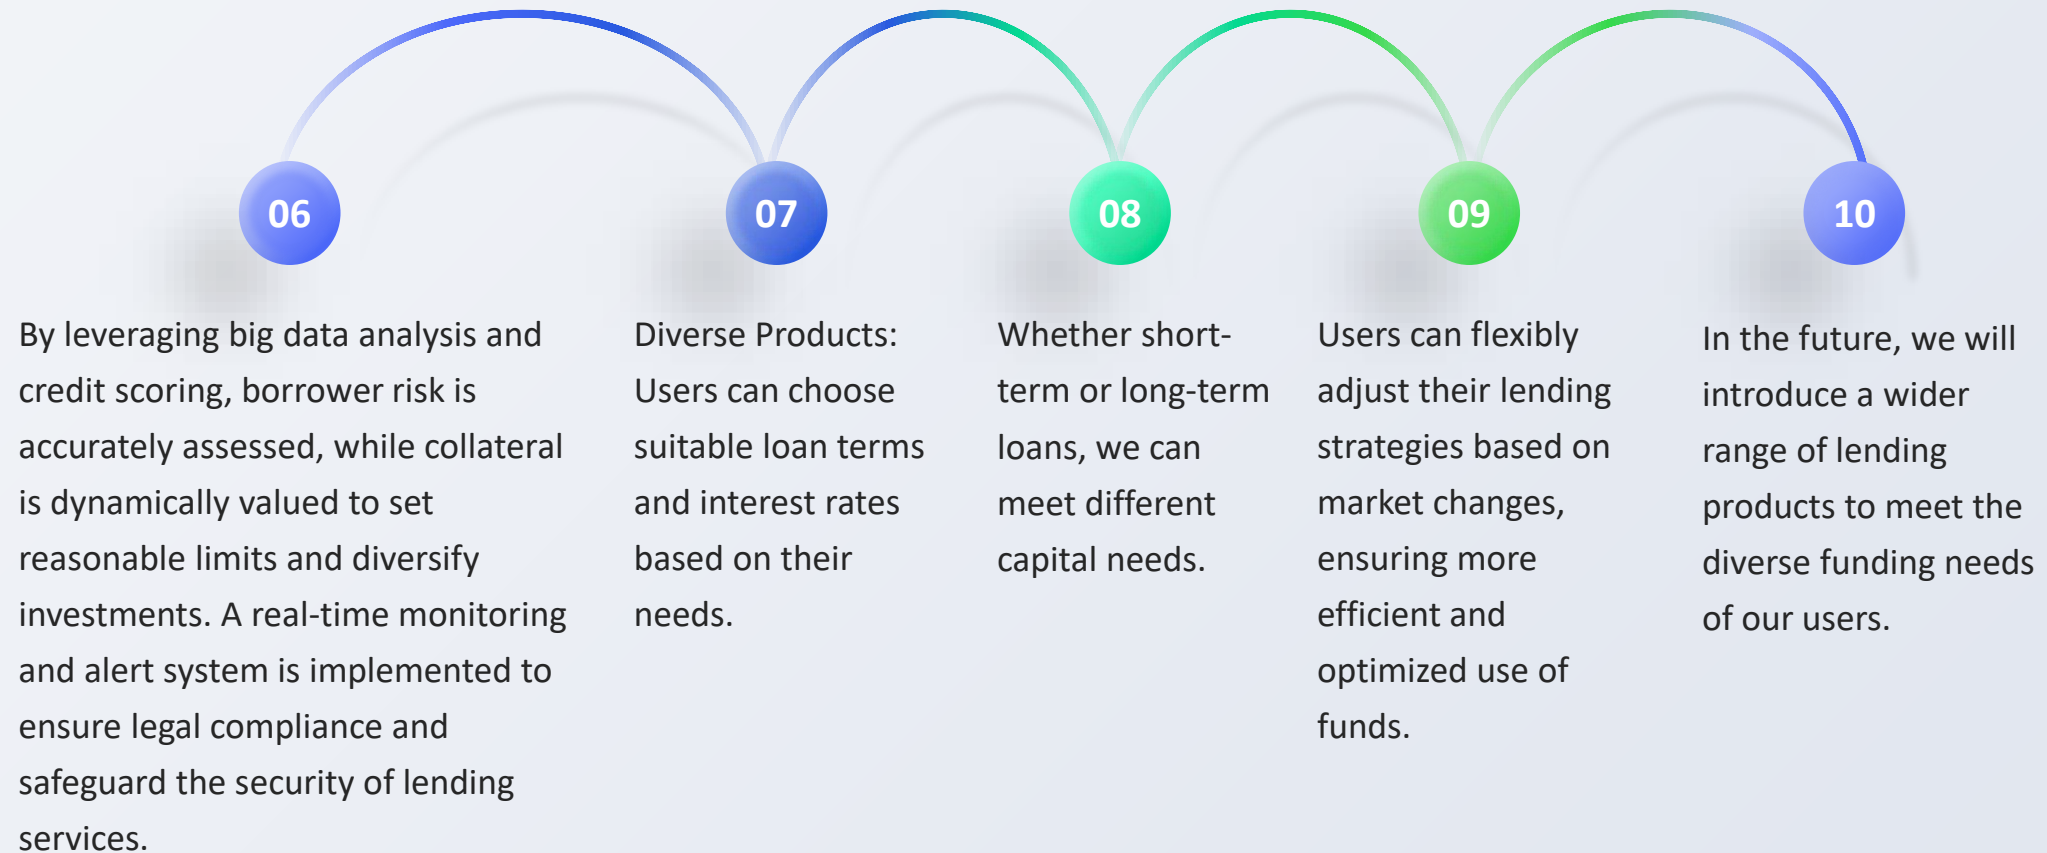 06
By leveraging big data analysis and
credit scoring, borrower risk is
accurately assessed, while collateral
is dynamically valued to set
reasonable limits and diversify
investments. A real-time monitoring
and alert system is implemented to
ensure legal compliance and
safeguard the security of lending
services.
07
Diverse Products:
Users can choose
suitable loan terms
and interest rates
based on their
needs.
08
Whether short-
term or long-term
loans, we can
meet different
capital needs.
09
Users can flexibly
adjust their lending
strategies based on
market changes,
ensuring more
efficient and
optimized use of
funds.
10
In the future, we will
introduce a wider
range of lending
products to meet the
diverse funding needs
of our users.